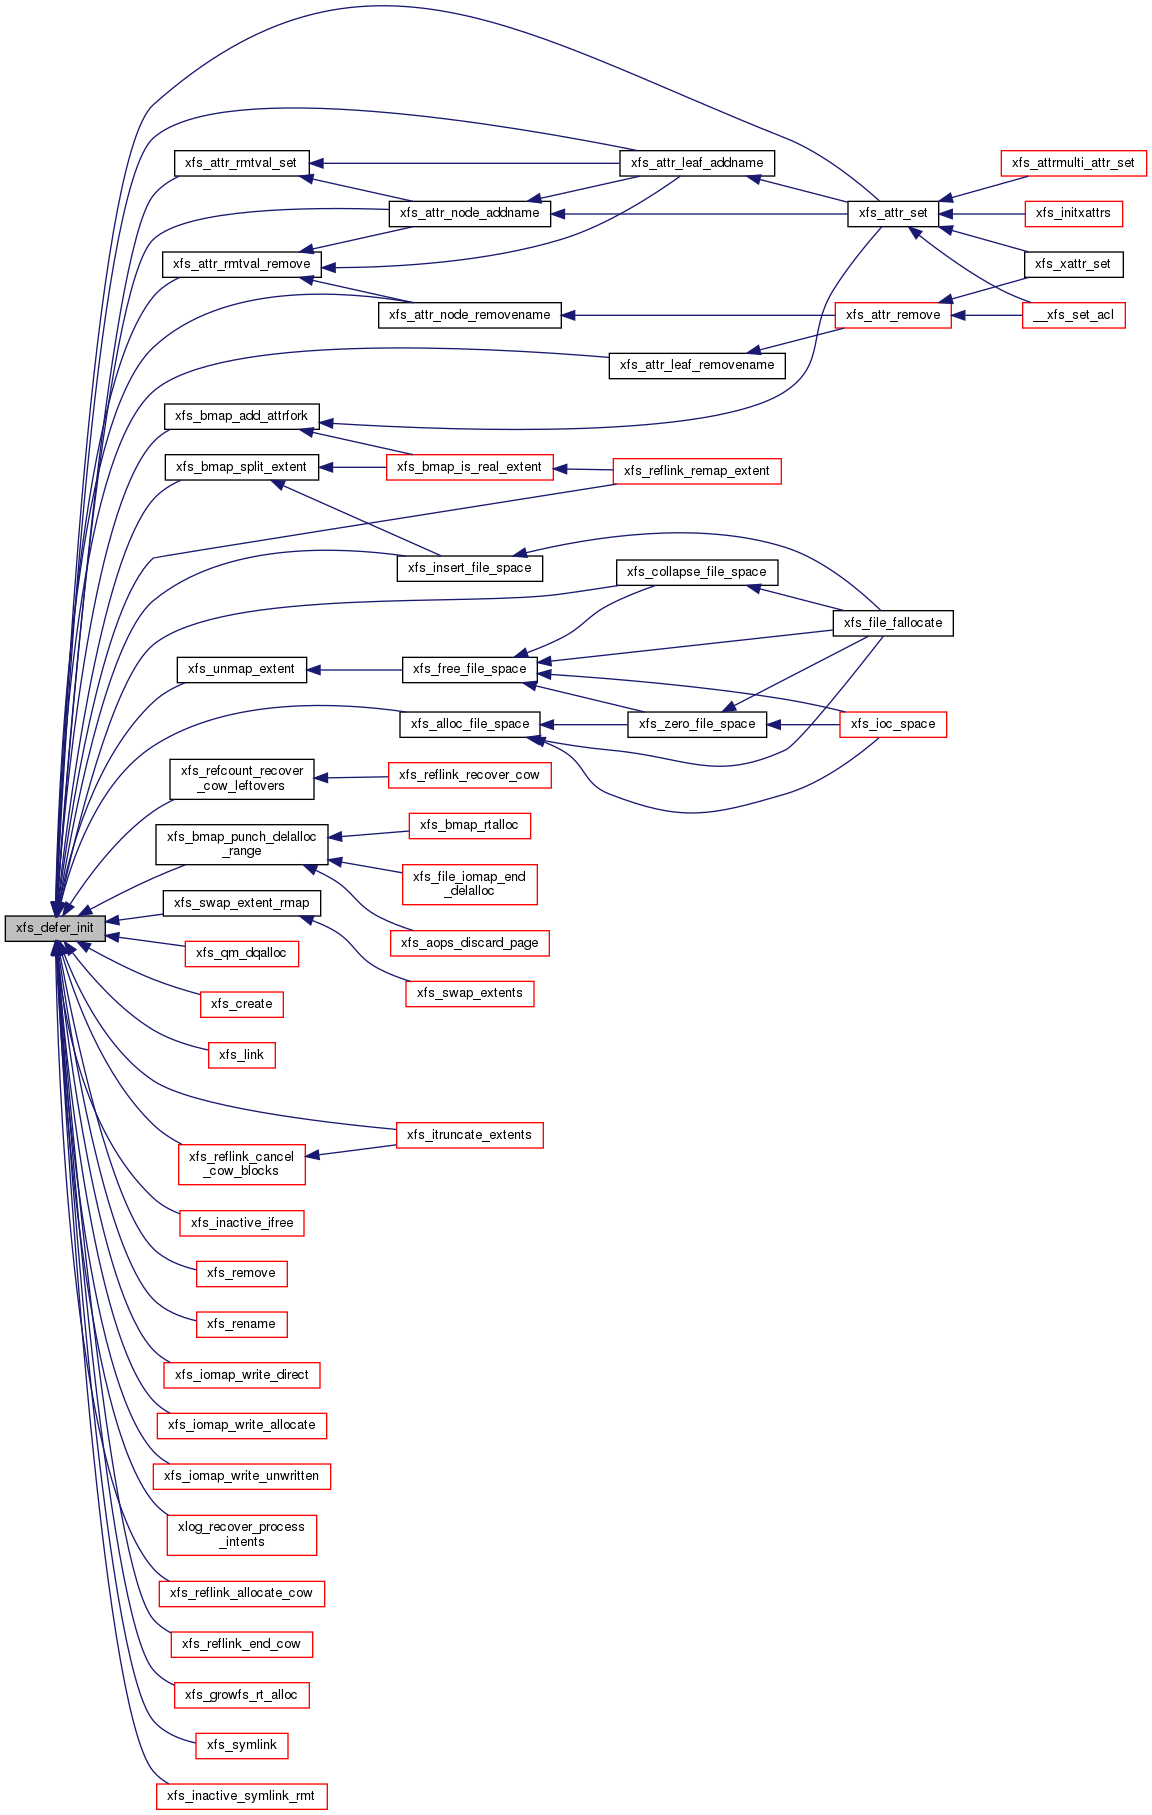 xfs_attr_rmtval_set
xfs_attr_leaf_addname
xfs_attrmulti_attr_set
xfs_attr_node_addname
xfs_attr_set
xfs_initxattrs
xfs_attr_rmtval_remove
xfs_xattr_set
xfs_attr_node_removename
xfs_attr_remove
__xfs_set_acl
xfs_attr_leaf_removename
xfs_bmap_add_attrfork
xfs_bmap_split_extent
xfs_bmap_is_real_extent
xfs_reflink_remap_extent
xfs_insert_file_space
xfs_collapse_file_space
xfs_file_fallocate
xfs_unmap_extent
xfs_free_file_space
xfs_alloc_file_space
xfs_zero_file_space
xfs_ioc_space
xfs_refcount_recover
_cow_leftovers
xfs_reflink_recover_cow
xfs_bmap_punch_delalloc
_range
xfs_bmap_rtalloc
xfs_file_iomap_end
_delalloc
xfs_swap_extent_rmap
xfs_defer_init
xfs_aops_discard_page
xfs_qm_dqalloc
xfs_swap_extents
xfs_create
xfs_link
xfs_itruncate_extents
xfs_reflink_cancel
_cow_blocks
xfs_inactive_ifree
xfs_remove
xfs_rename
xfs_iomap_write_direct
xfs_iomap_write_allocate
xfs_iomap_write_unwritten
xlog_recover_process
_intents
xfs_reflink_allocate_cow
xfs_reflink_end_cow
xfs_growfs_rt_alloc
xfs_symlink
xfs_inactive_symlink_rmt